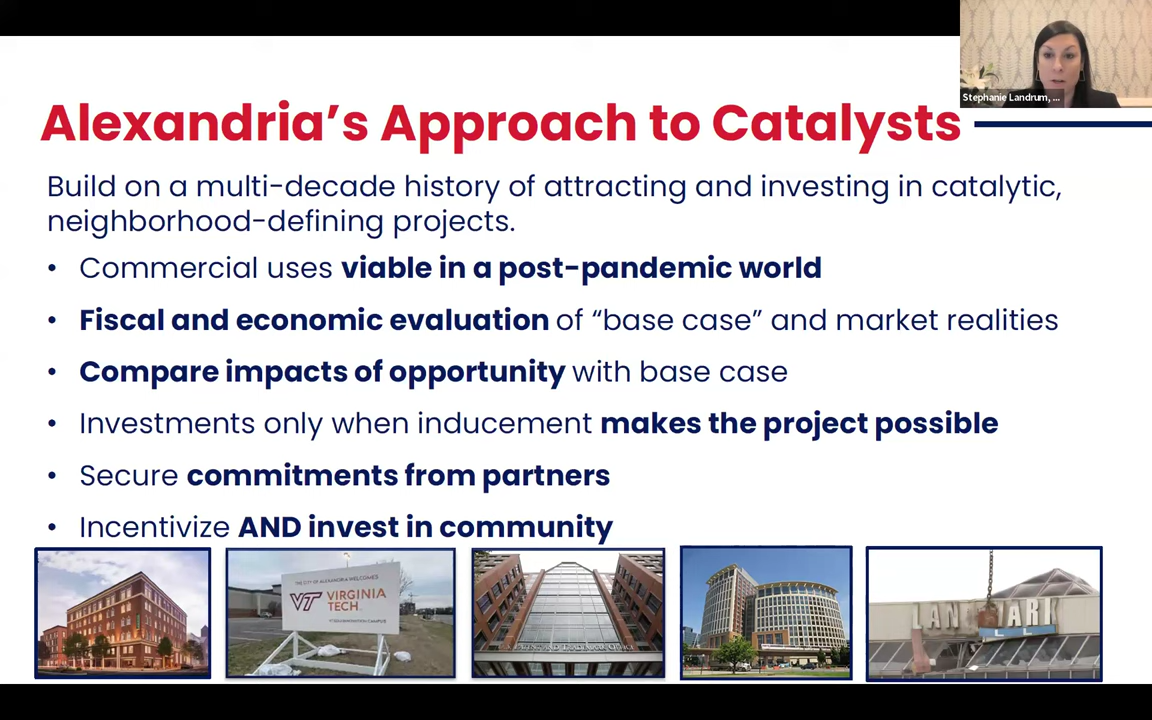 Stephanie Landrum, ...
Alexandria’s Approach to Catalysts
Build on a multi-decade history of attracting and investing in catalytic,
neighborhood-defining projects.
• Commercial uses viable in a post-pandemic world
• Fiscal and economic evaluation of “base case” and market realities
• Compare impacts of opportunity with base case
• Investments only when inducement makes the project possible
• Secure commitments from partners
• Incentivize AND invest in community
THE CITY OF ALEXANDRIA WELCOMES
VT VIRGINIA
TECH
LANDMARK